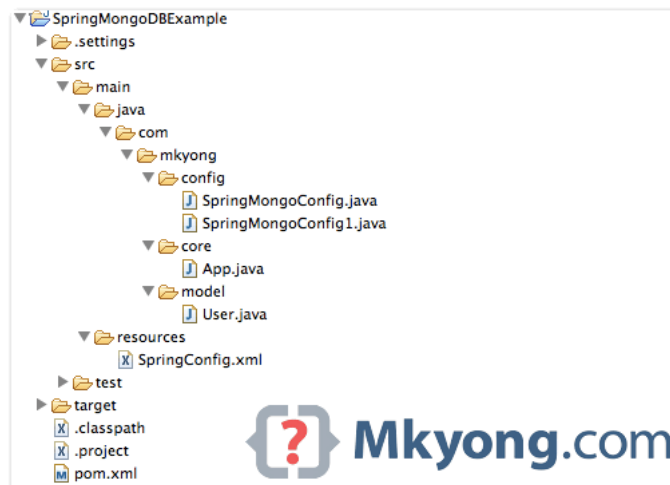 SpringMongoDBExample
.settings
src
main
java
com
mkyong
config
SpringMongoConfig.java
SpringMongoConfig1.java
core
App.java
model
User.java
resources
SpringConfig.xml
test
target
.classpath
.project
pom.xml
{?} Mkyong.com